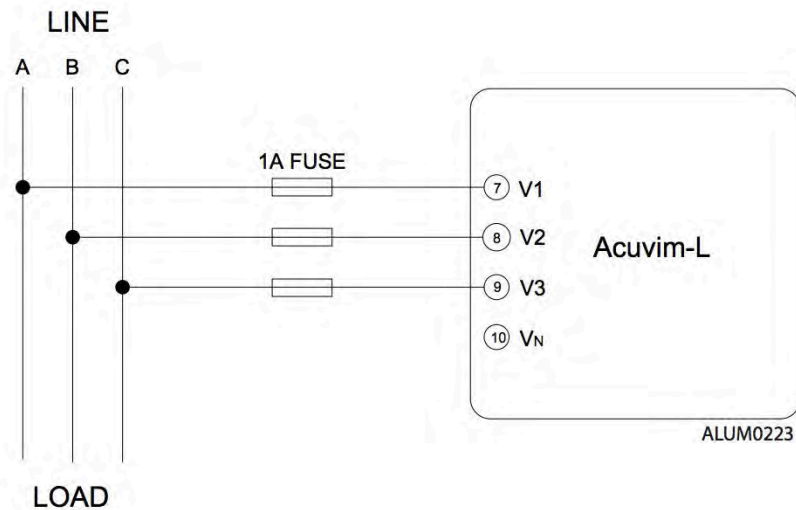 LINE
A B C
1A FUSE
7 V1
8 V2
Acuvim-L
9 V3
10 VN
ALUM0223
LOAD